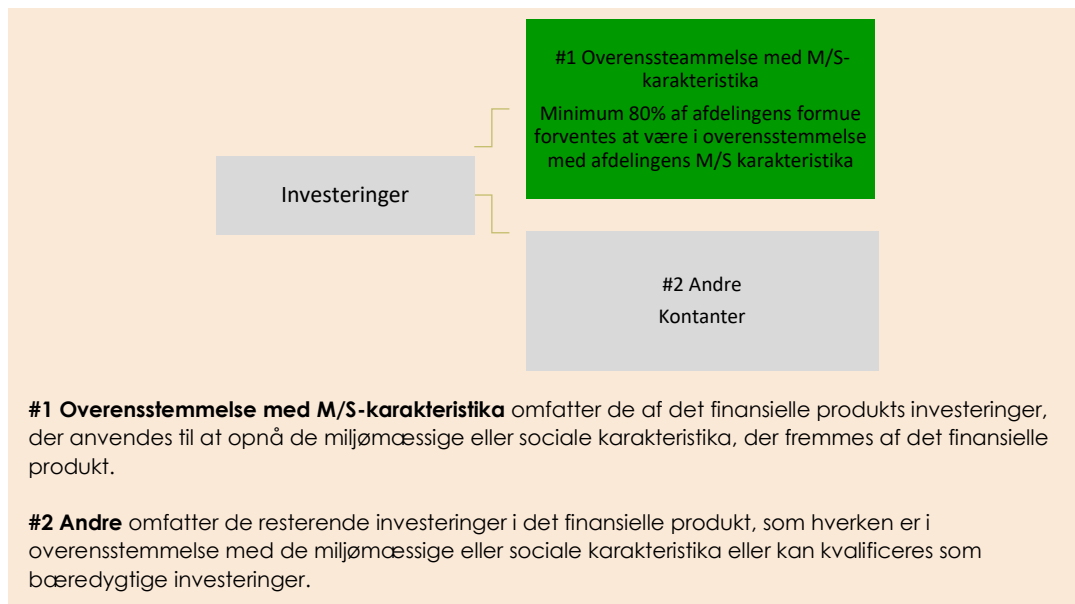 #1 Overenssteammelse med M/S-
karakteristika
Minimum 80% af afdelingens formue
forventes at være i overensstemmelse
med afdelingens M/S karakteristika
Investeringer
#2 Andre
Kontanter
#1 Overensstemmelse med M/S-karakteristika omfatter de af det finansielle produkts investeringer,
der anvendes til at opnå de miljømæssige eller sociale karakteristika, der fremmes af det finansielle
produkt.
#2 Andre omfatter de resterende investeringer i det finansielle produkt, som hverken er i
overensstemmelse med de miljømæssige eller sociale karakteristika eller kan kvalificeres som
bæredygtige investeringer.